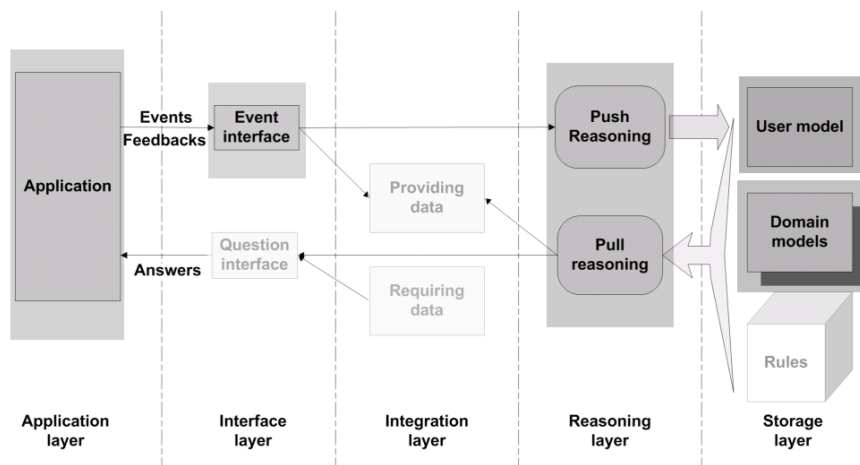 Application
Events
Feedbacks
Event
interface
Push
Reasoning
User model
Providing
data
Domain
models
Question
interface
Answers
Pull
reasoning
Requiring
data
Rules
Application
layer
Interface
layer
Integration
layer
Reasoning
layer
Storage
layer